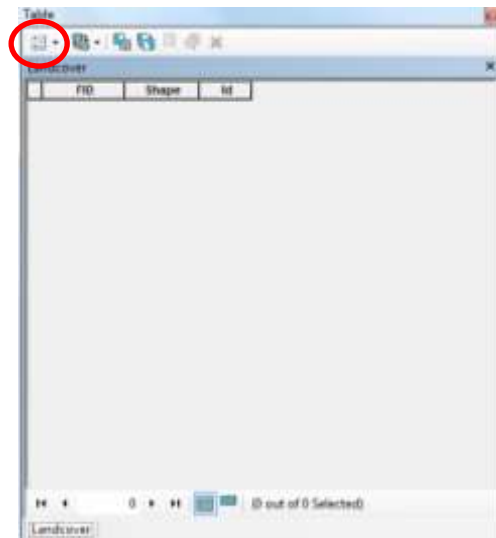 Table
Landcover
FID Shape Id
0 (0 out of 0 Selected)
Landcover